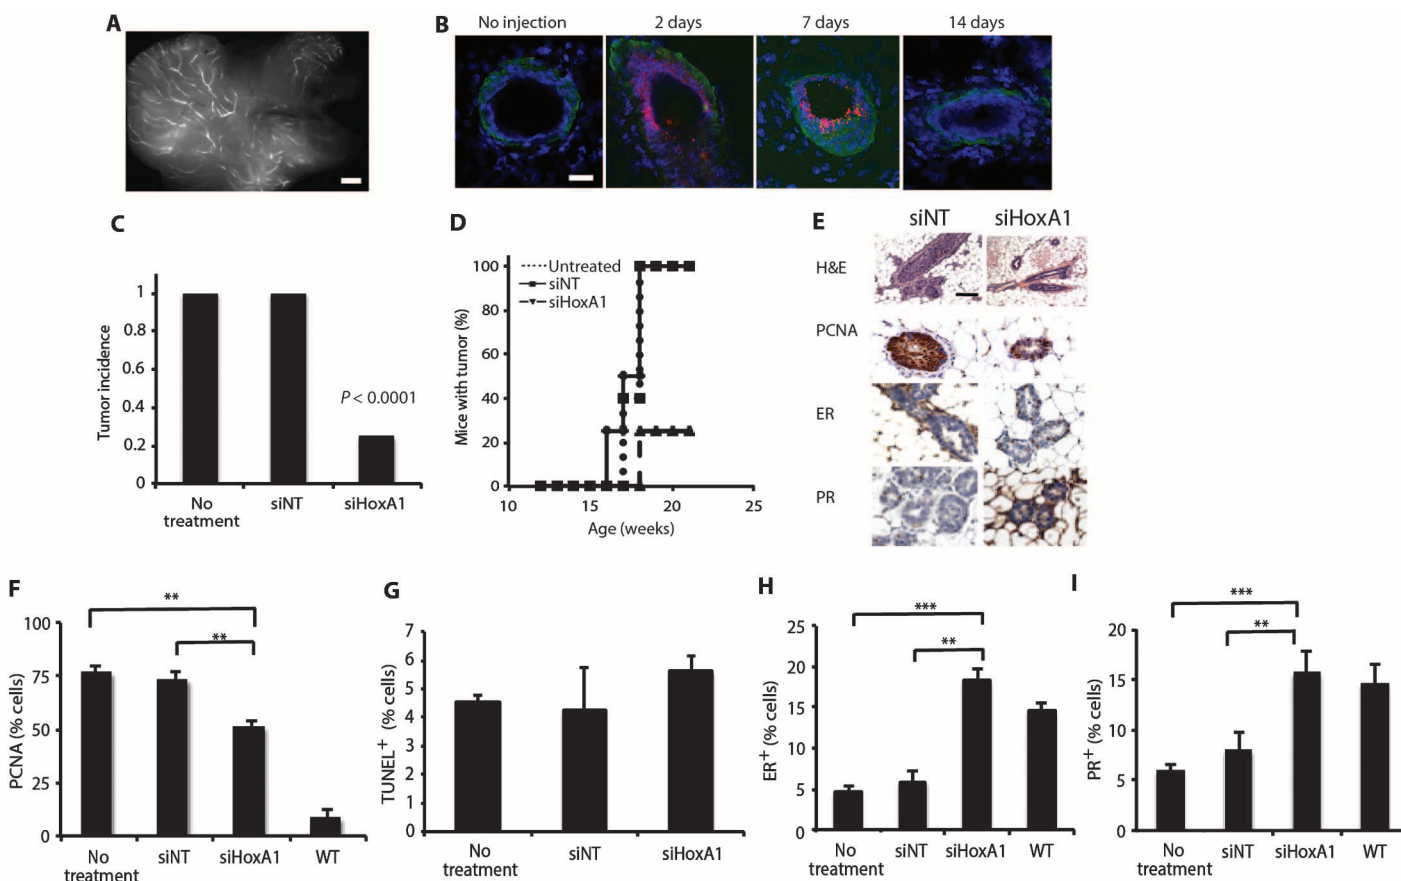 A
B
No injection
2 days
7 days
14 days
C
Tumor incidence
1
0.8
0.6
0.4
0.2
0
P < 0.0001
No treatment
siNT
siHoxA1
D
Mice with tumor (%)
100
80
60
40
20
0
Untreated
siNT
siHoxA1
10
15
20
25
Age (weeks)
E
siNT
siHoxA1
H&E
PCNA
ER
PR
F
PCNA (% cells)
100
75
50
25
0
**
**
No treatment
siNT
siHoxA1
WT
G
TUNEL+ (% cells)
7
6
5
4
3
2
1
0
No treatment
siNT
siHoxA1
H
ER+ (% cells)
25
20
15
10
5
0
***
**
No treatment
siNT
siHoxA1
WT
I
PR+ (% cells)
20
15
10
5
0
***
**
No treatment
siNT
siHoxA1
WT